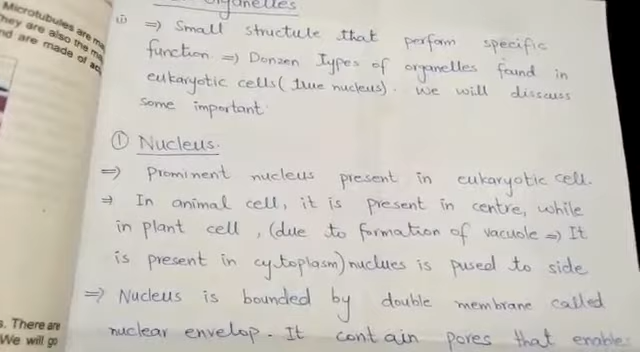 Organelles
Microtubules are
hey are also the
nd are made of
ii) ⇒ Small structure that perform specific
function. ⇒ Donzen Types of organelles found in
eukaryotic cells (true nucleus). We will discuss
some important.
① Nucleus.
⇒ Prominent nucleus present in eukaryotic cell.
⇒ In animal cell, it is present in centre, while
in plant cell, (due to formation of vacuole ⇒ It
is present in cytoplasm) nuclues is pused to side
⇒ Nucleus is bounded by double membrane called
nuclear envelop. It contain pores that enable
s. There are
We will go